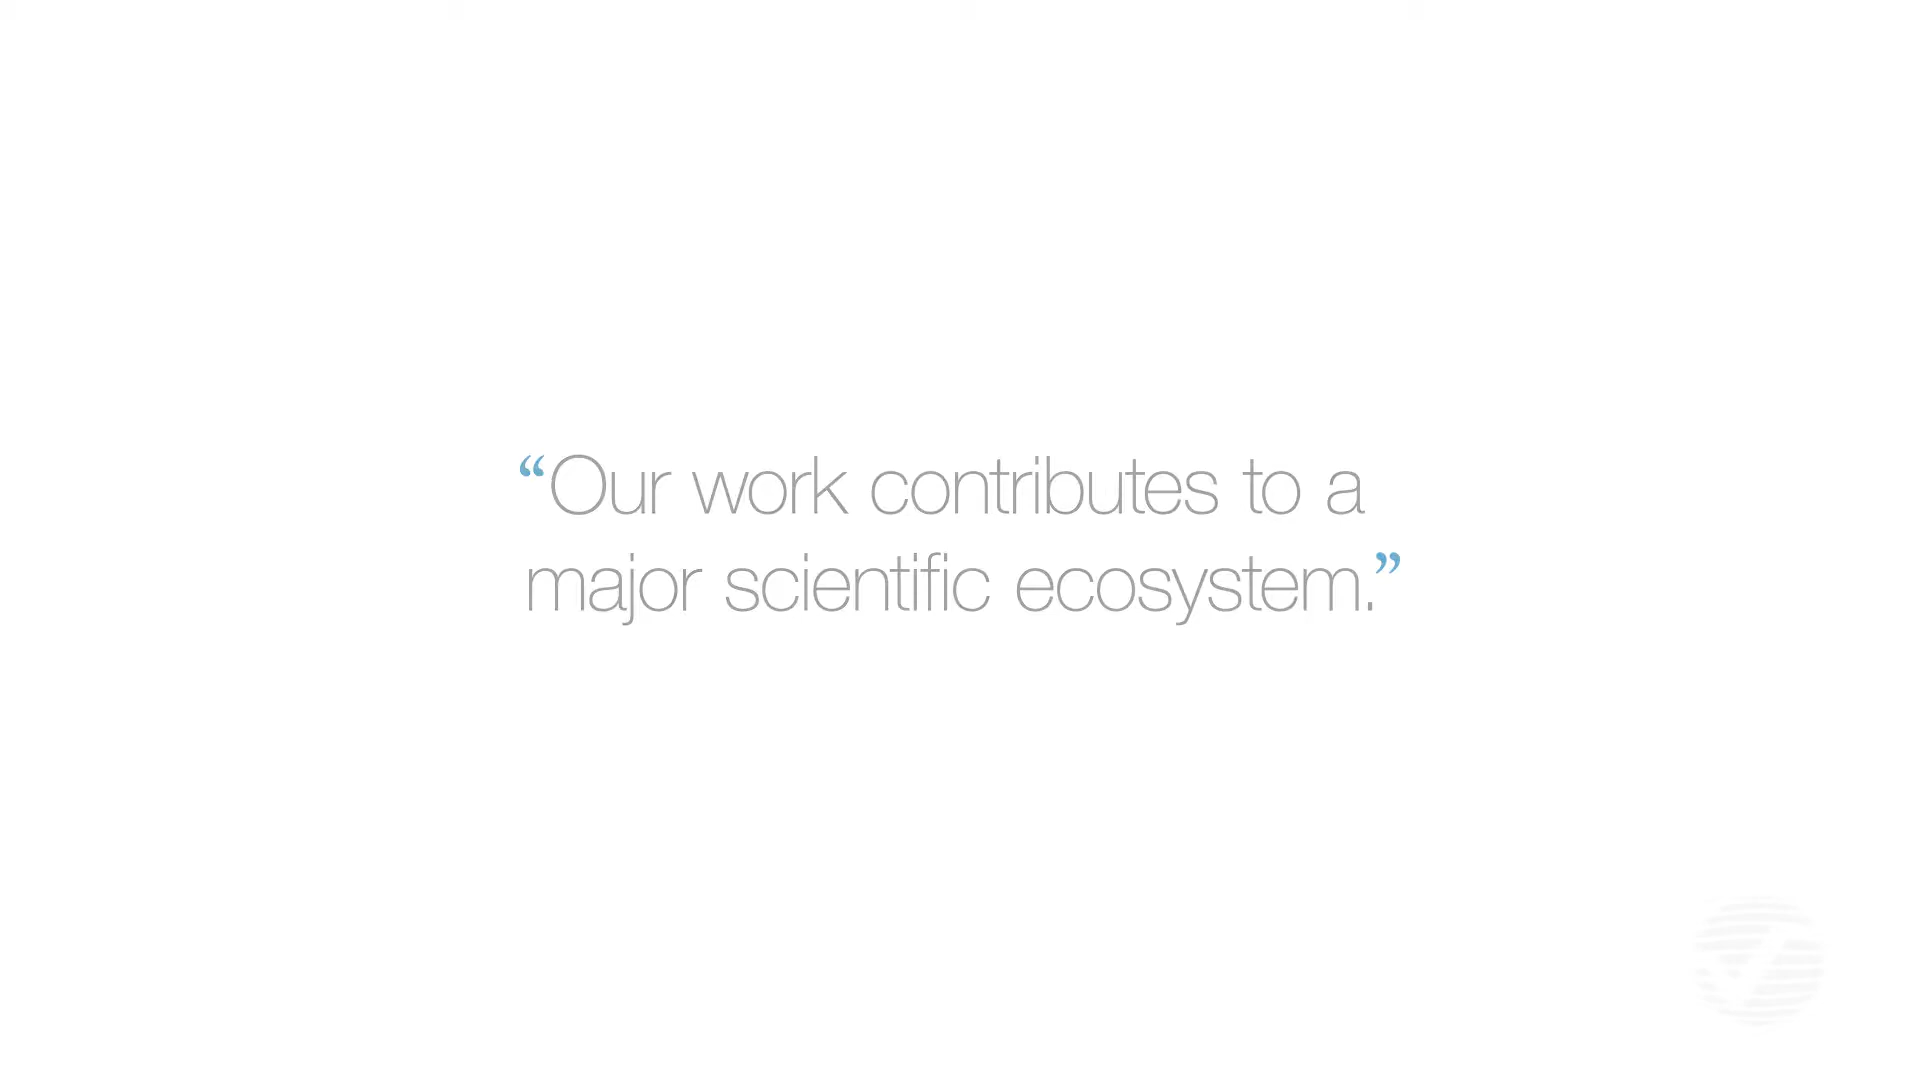 “Our work contributes to a
major scientific ecosystem.”